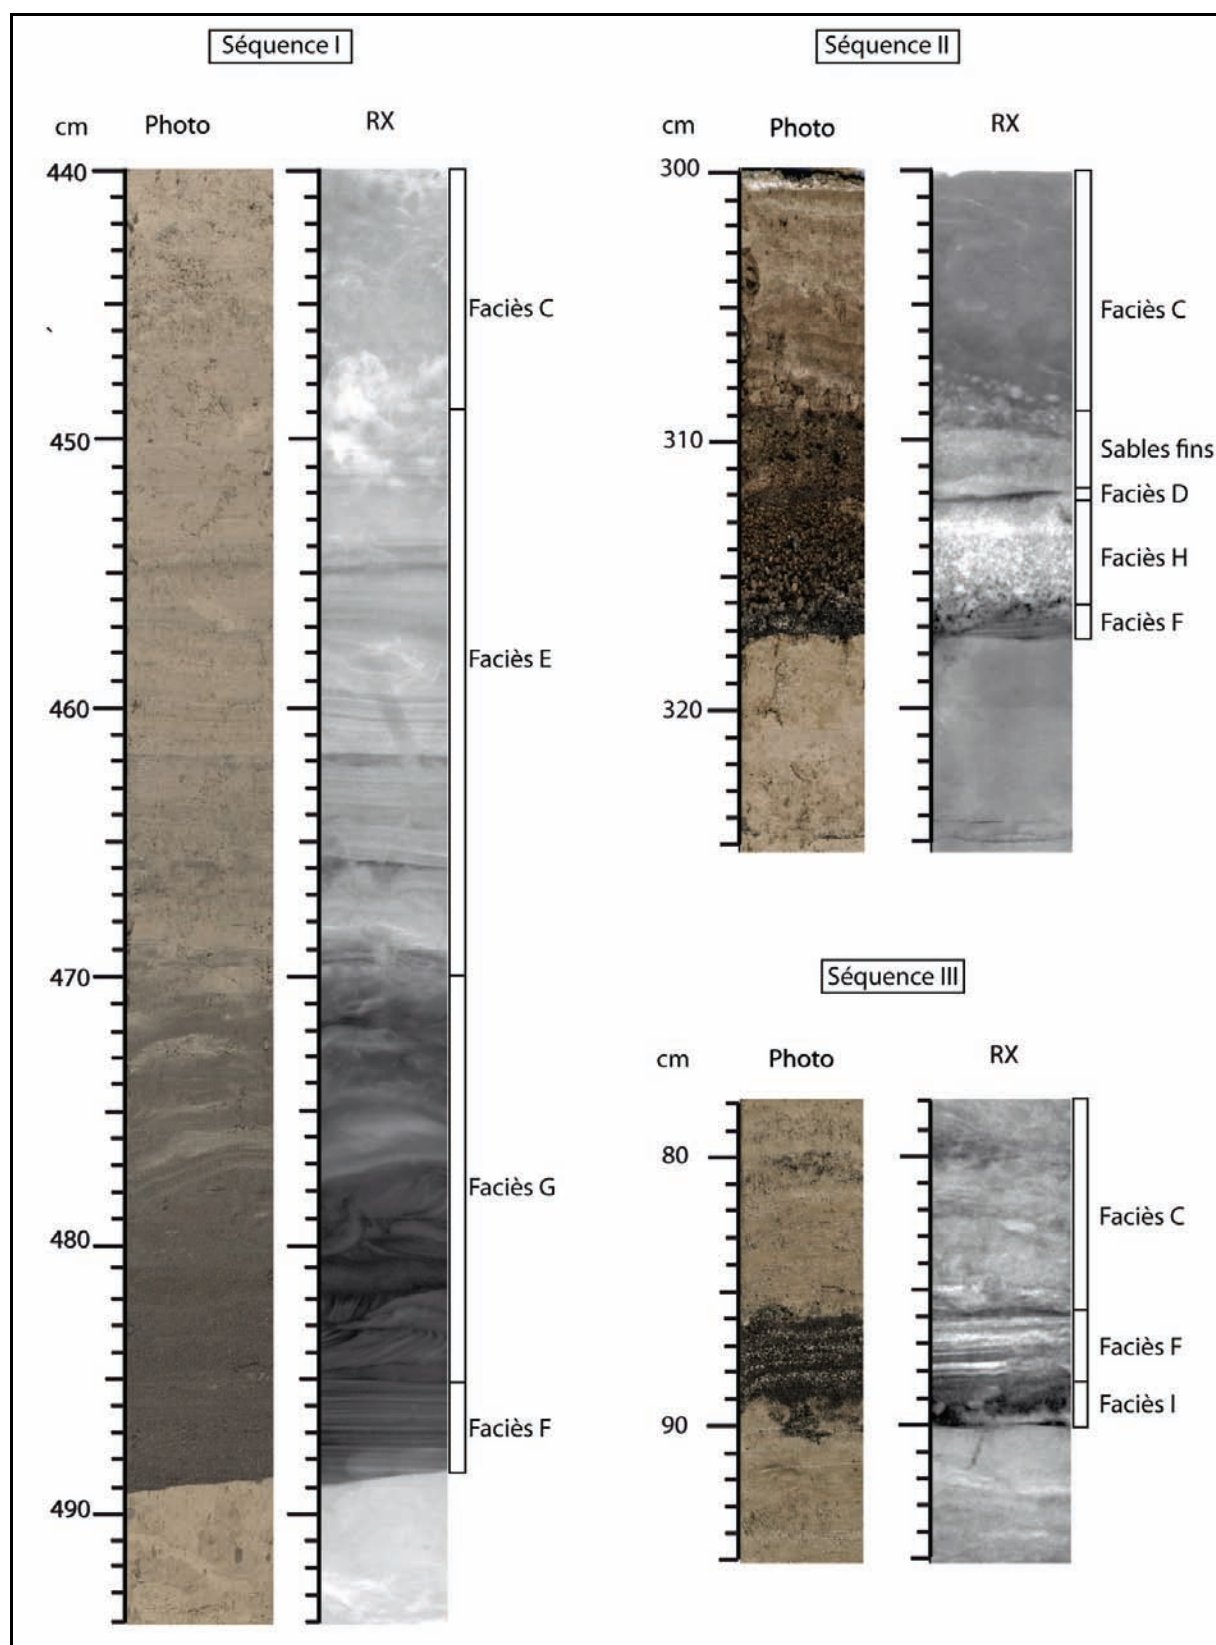 Séquence I
cm
Photo
RX
440
450
460
470
480
490
Faciès C
Faciès E
Faciès G
Faciès F
Séquence II
cm
Photo
RX
300
310
320
Faciès C
Sables fins
Faciès D
Faciès H
Faciès F
Séquence III
cm
Photo
RX
80
90
Faciès C
Faciès F
Faciès I